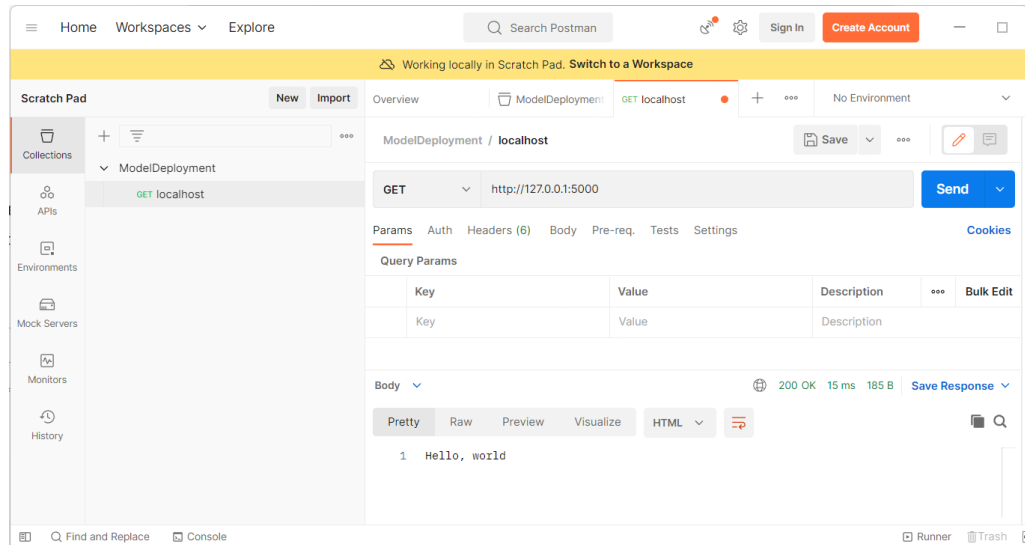 Home Workspaces Explore Search Postman Sign In Create Account
Working locally in Scratch Pad. Switch to a Workspace
Scratch Pad New Import Overview ModelDeployment GET localhost No Environment
Collections
ModelDeployment / localhost Save
ModelDeployment
GET localhost
APIs
GET http://127.0.0.1:5000 Send
Params Auth Headers (6) Body Pre-req. Tests Settings Cookies
Environments
Query Params
Key Value Description Bulk Edit
Key Value Description
Mock Servers
Monitors
Body 200 OK 15 ms 185 B Save Response
History
Pretty Raw Preview Visualize HTML
1 Hello, world
Find and Replace Console Runner Trash